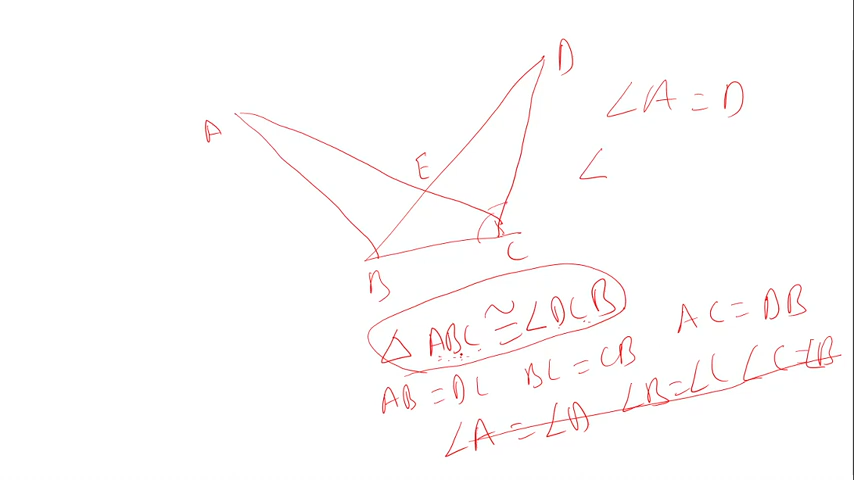 D
∠A = D
A
E
∠
C
B
△ ABC ≅ ∠DCB
AC = DB
AB = DC BC = CB
∠A = ∠D ∠B = ∠C ∠C = ∠B